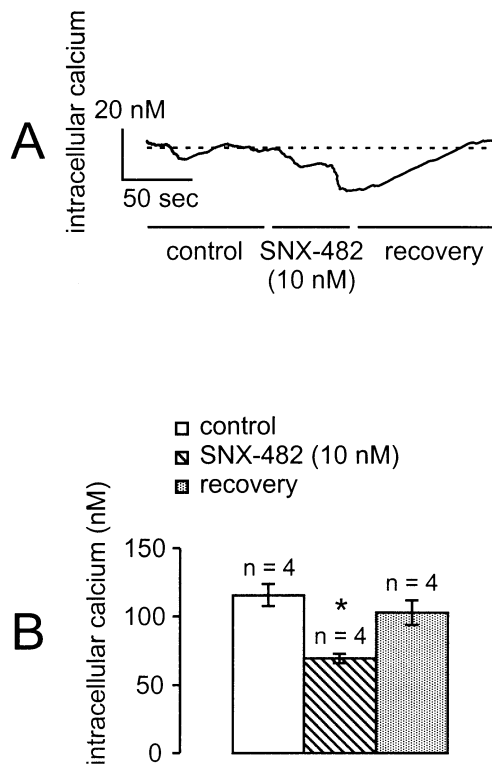 A
intracellular calcium
20 nM
50 sec
control
SNX-482
(10 nM)
recovery
control
SNX-482 (10 nM)
recovery
B
intracellular calcium (nM)
150
100
50
0
n = 4
*
n = 4
n = 4